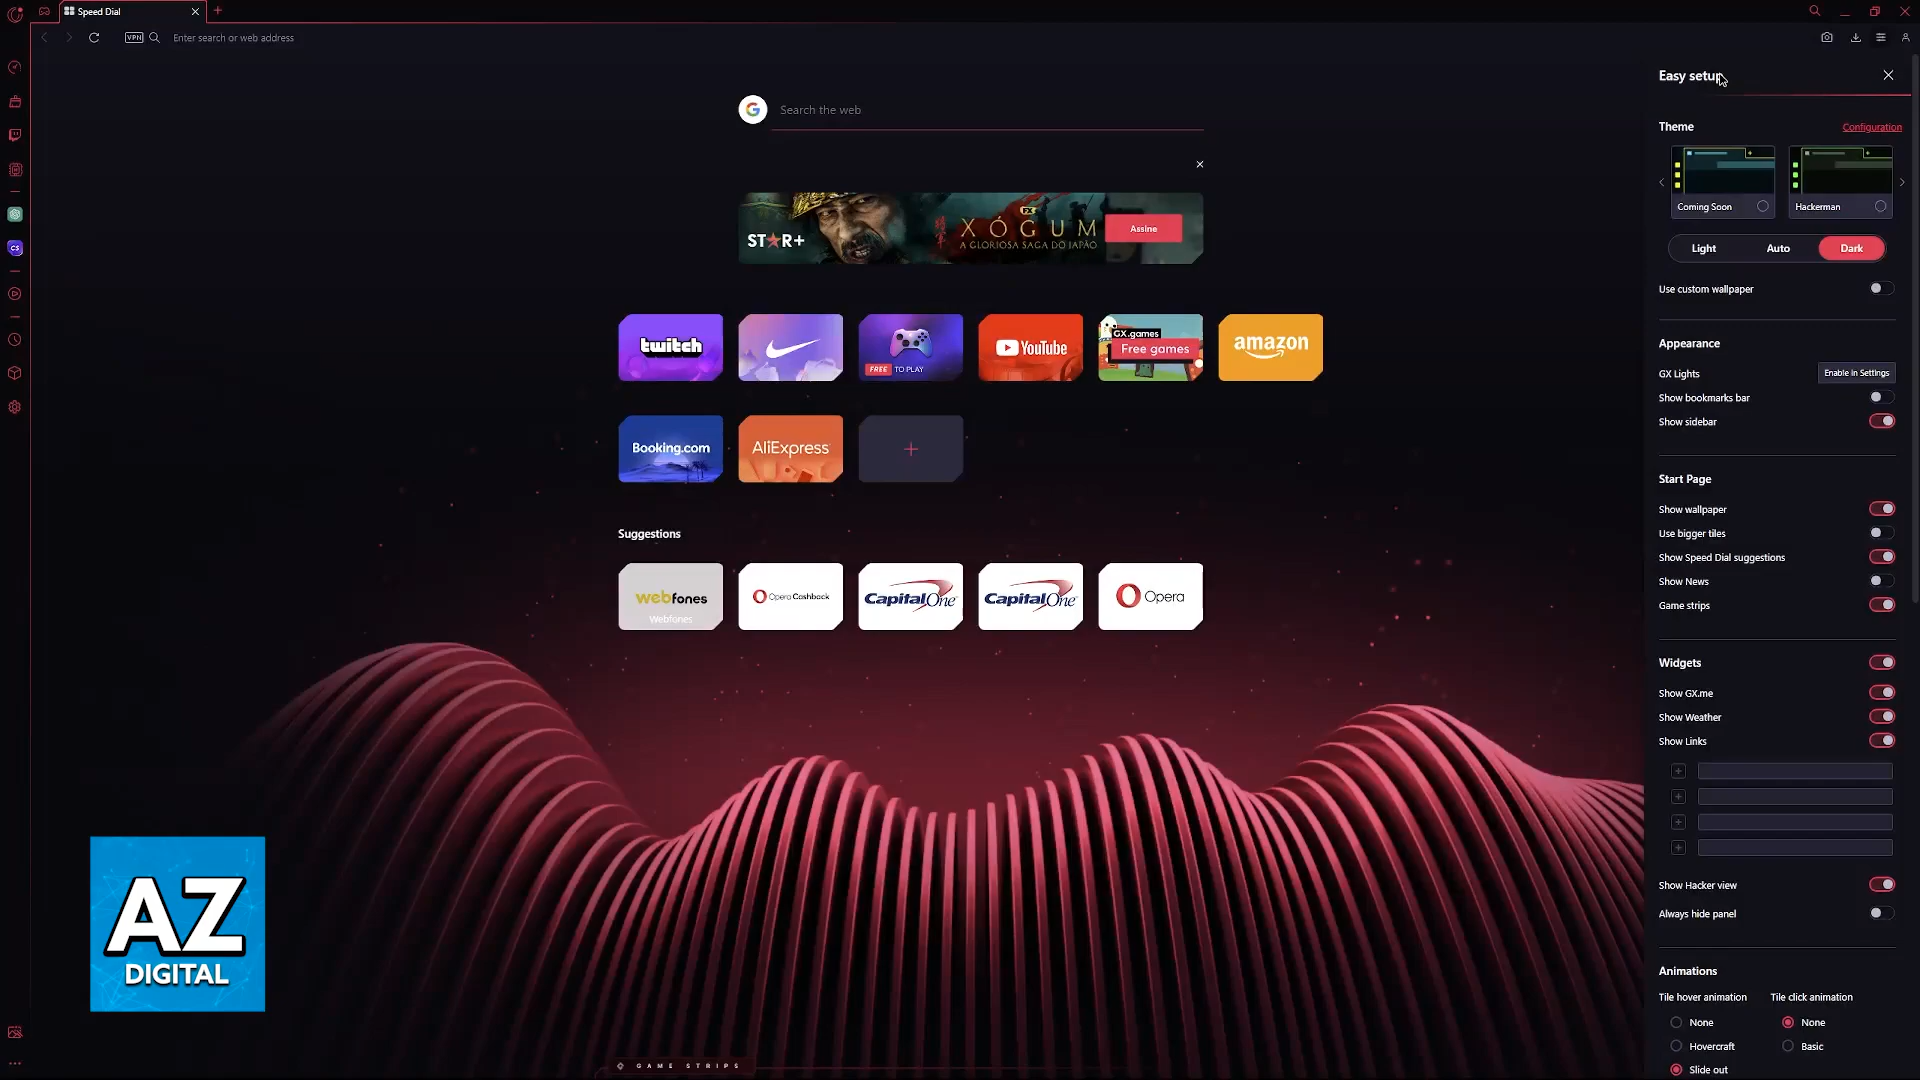 Speed Dial
VPN
Enter search or web address
Easy setup
Search the web
Theme
Configuration
Coming Soon
Hackerman
STAR+
FX
XÓGUM
A GLORIOSA SAGA DO JAPÃO
Assine
Light
Auto
Dark
Use custom wallpaper
twitch
FREE TO PLAY
YouTube
GX.games
Free games
amazon
Appearance
GX Lights
Enable in Settings
Show bookmarks bar
Show sidebar
Booking.com
AliExpress
Start Page
Show wallpaper
Use bigger tiles
Show Speed Dial suggestions
Show News
Game strips
Suggestions
webfones
Webfones
Opera Cashback
CapitalOne
CapitalOne
Opera
Widgets
Show GX.me
Show Weather
Show Links
Show Hacker view
Always hide panel
AZ
DIGITAL
Animations
Tile hover animation
Tile click animation
None
None
Hovercraft
Basic
Slide out
GAME STRIPS
CS